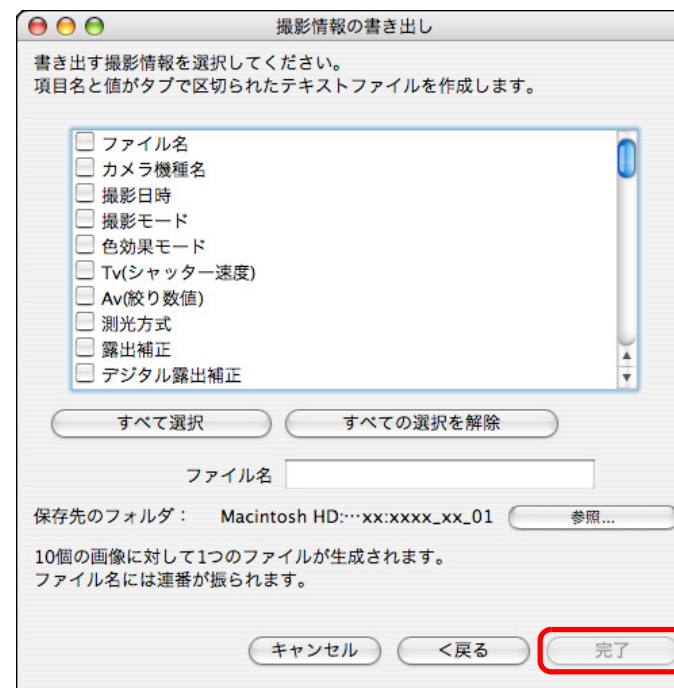 撮影情報の書き出し
書き出す撮影情報を選択してください。
項目名と値がタブで区切られたテキストファイルを作成します。
ファイル名
カメラ機種名
撮影日時
撮影モード
色効果モード
Tv(シャッター速度)
Av(絞り数値)
測光方式
露出補正
デジタル露出補正
すべて選択 すべての選択を解除
ファイル名
保存先のフォルダ： Macintosh HD:…xx:xxxx_xx_01 参照...
10個の画像に対して1つのファイルが生成されます。
ファイル名には連番が振られます。
キャンセル <戻る 完了